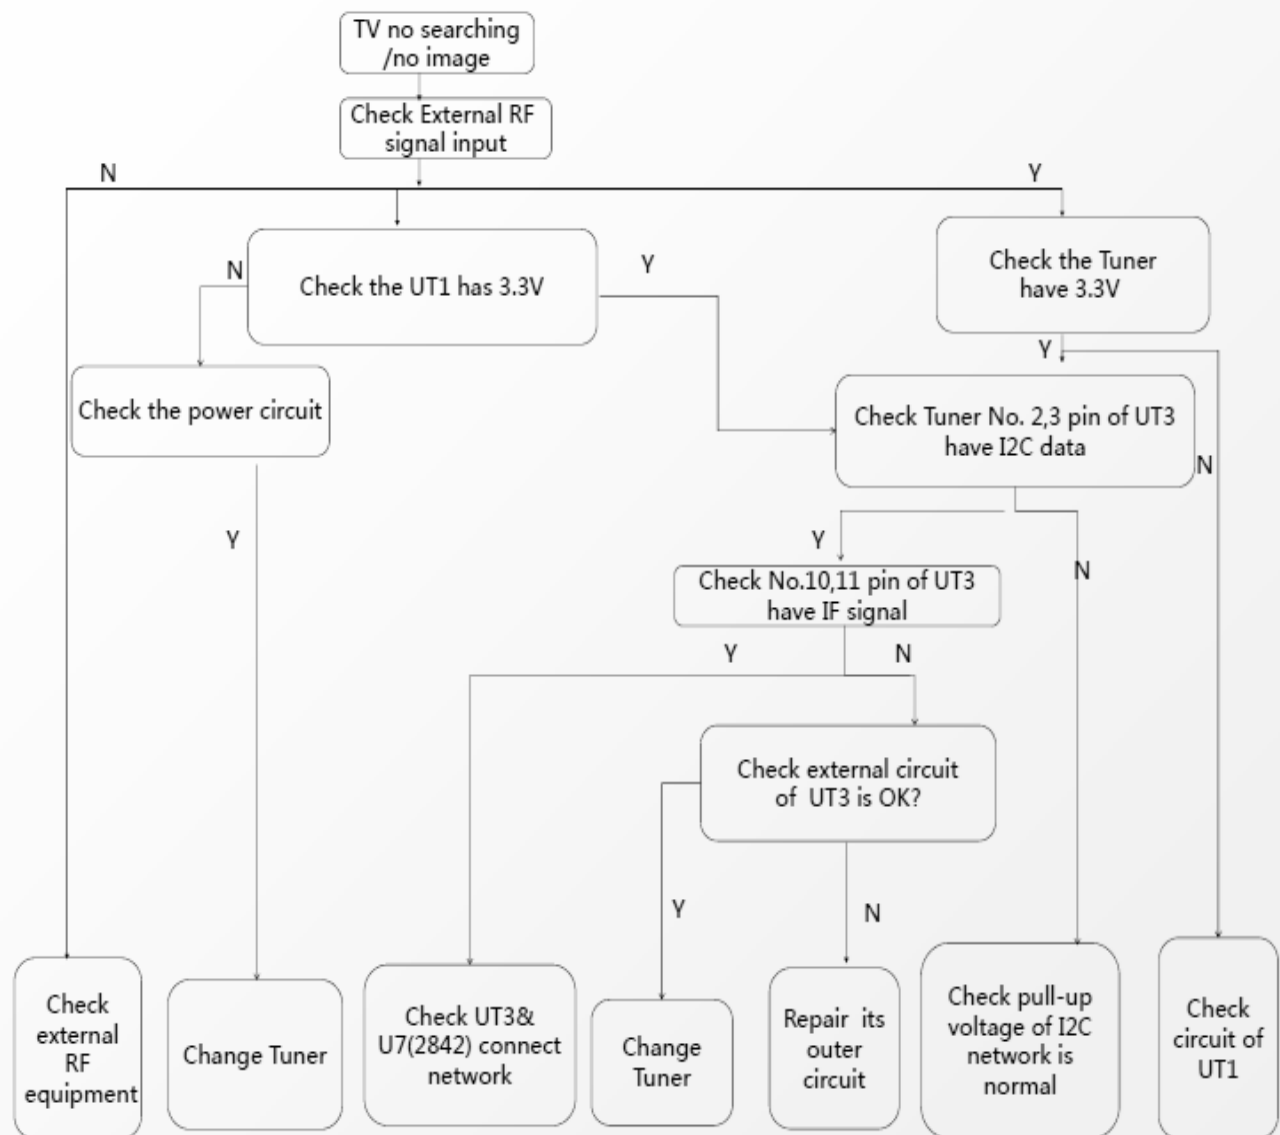 TV no searching
/no image
Check External RF
signal input
N
Y
Check the UT1 has 3.3V
N
Y
Check the Tuner
have 3.3V
Y
N
Check the power circuit
Y
Check Tuner No. 2,3 pin of UT3
have I2C data
Y
N
Check No.10,11 pin of UT3
have IF signal
Y
N
Check external circuit
of UT3 is OK?
Y
N
Check
external
RF
equipment
Change Tuner
Check UT3&
U7(2842) connect
network
Change
Tuner
Repair its
outer
circuit
Check pull-up
voltage of I2C
network is
normal
Check
circuit of
UT1